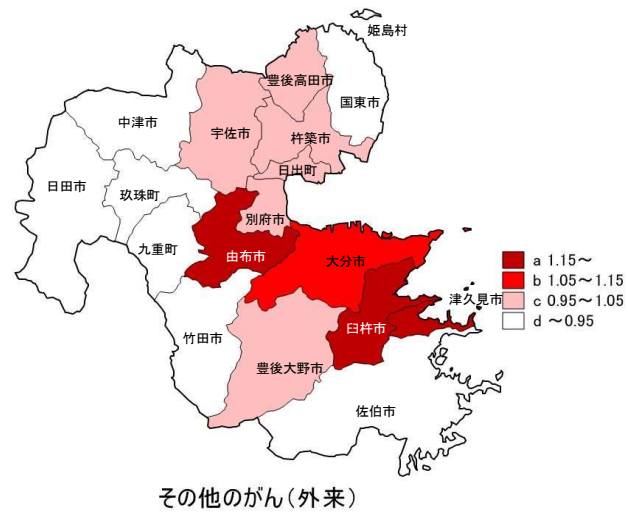 姫島村
豊後高田市
国東市
中津市
宇佐市
杵築市
日出町
日田市
玖珠町
別府市
九重町
由布市
大分市
a 1.15～
b 1.05～1.15
c 0.95～1.05
d ～0.95
津久見市
臼杵市
竹田市
豊後大野市
佐伯市
その他のがん(外来)